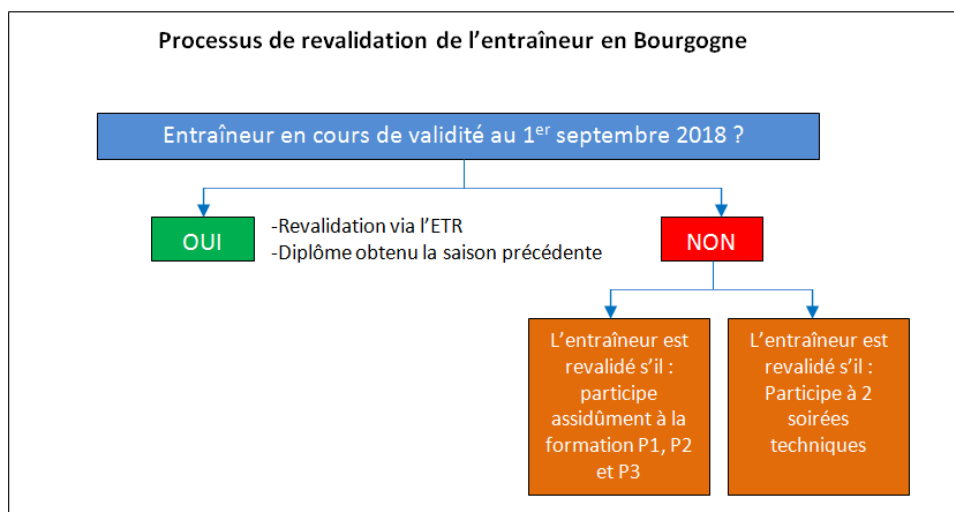 Processus de revalidation de l'entraîneur en Bourgogne
Entraîneur en cours de validité au 1er septembre 2018 ?
OUI
-Revalidation via l'ETR
-Diplôme obtenu la saison précédente
NON
L'entraîneur est
revalidé s'il :
participe
assidûment à la
formation P1, P2
et P3
L'entraîneur est
revalidé s'il :
Participe à 2
soirées
techniques